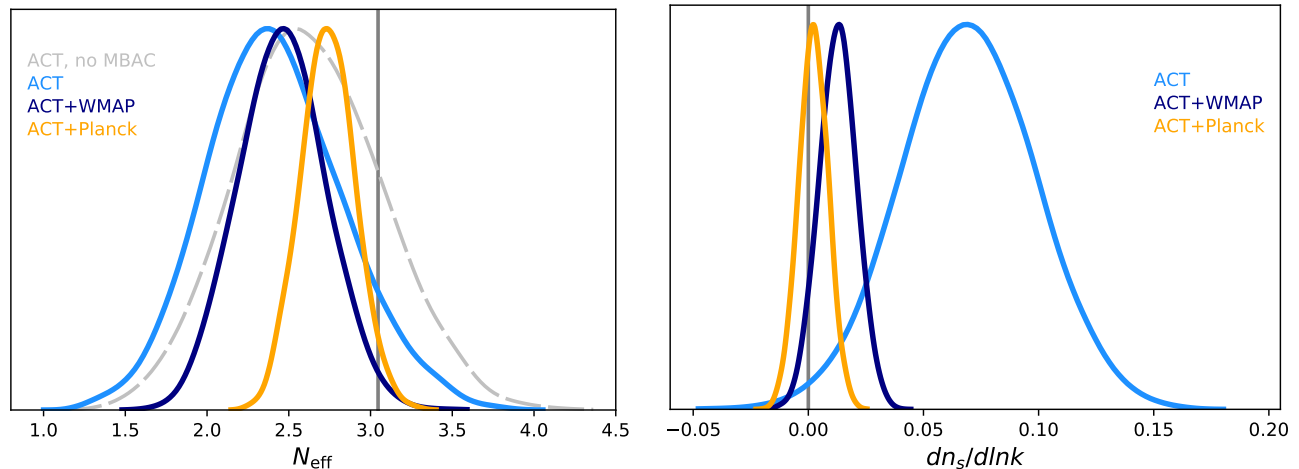 ACT, no MBAC
ACT
ACT+WMAP
ACT+Planck
1.0 1.5 2.0 2.5 3.0 3.5 4.0 4.5
N_eff
ACT
ACT+WMAP
ACT+Planck
−0.05 0.00 0.05 0.10 0.15 0.20
dn_s/dlnk